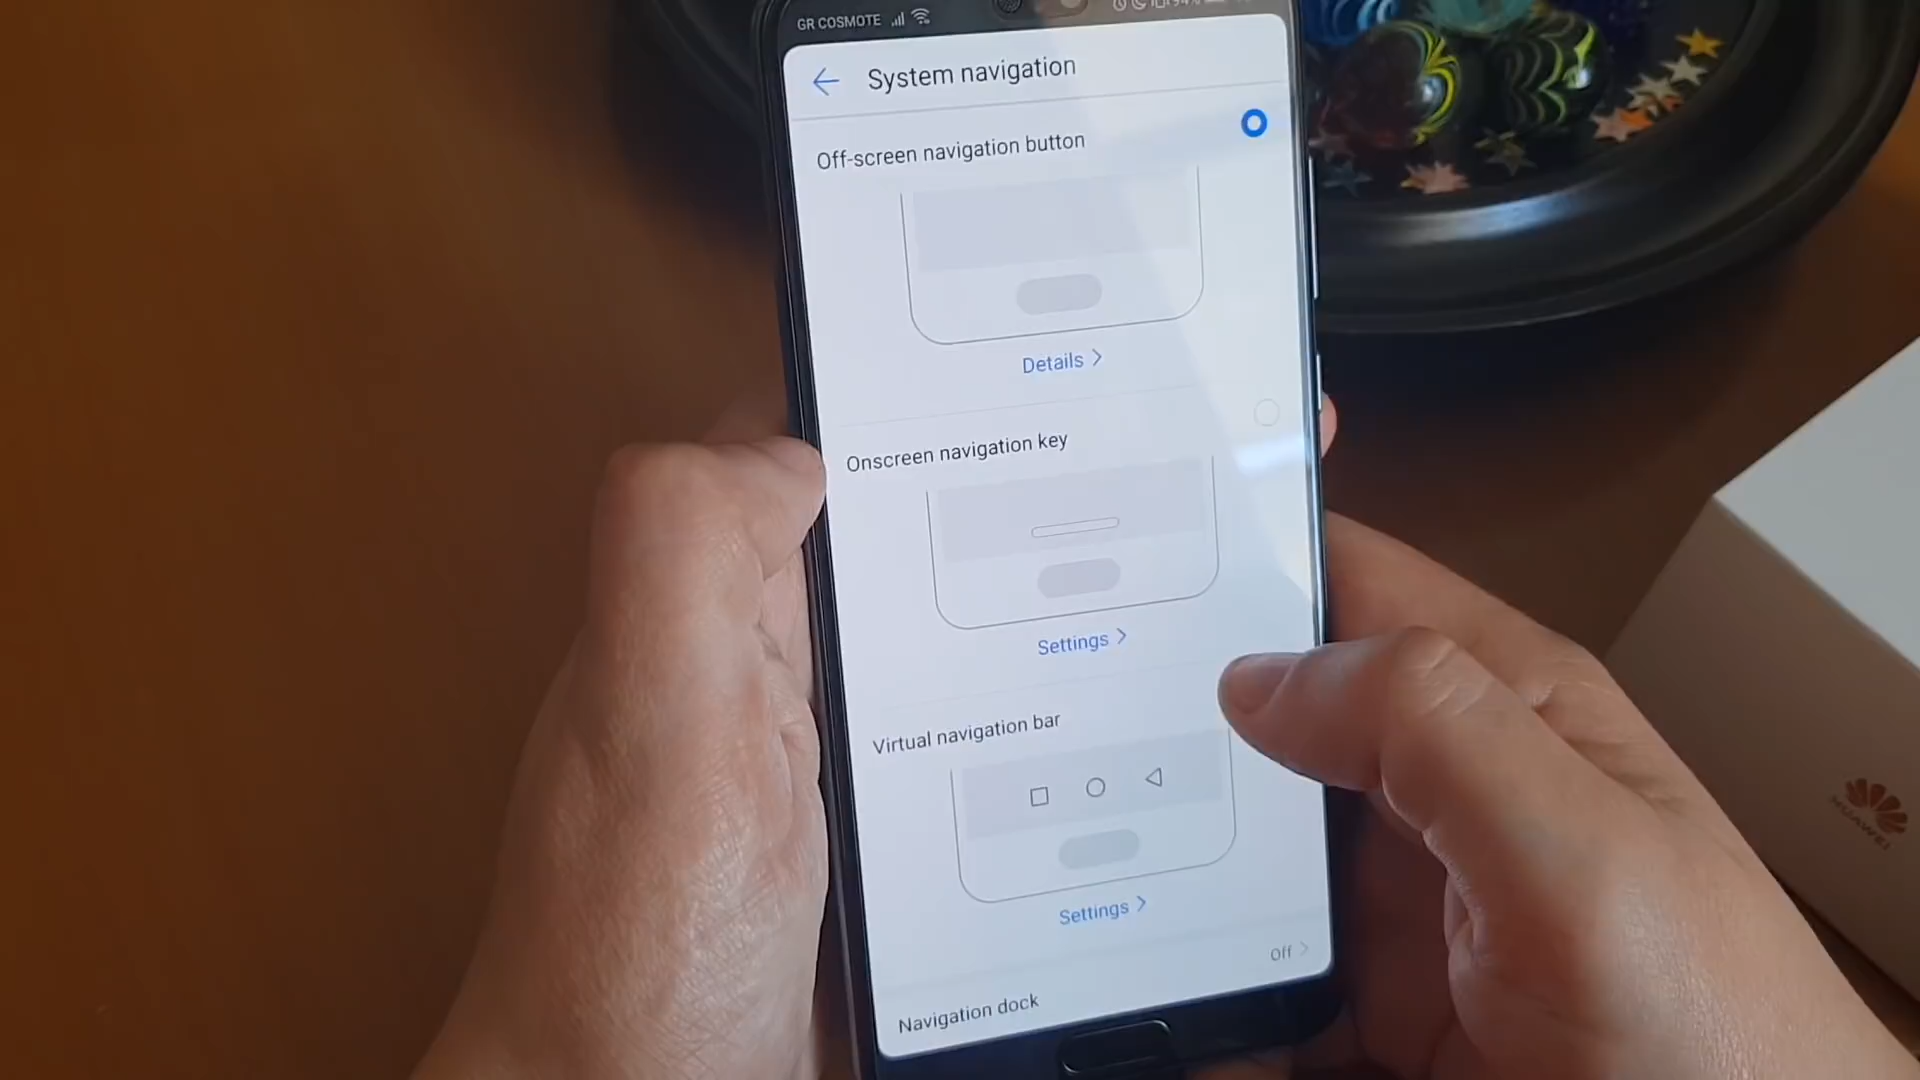 GR COSMOTE
System navigation
Off-screen navigation button
Details >
Onscreen navigation key
Settings >
Virtual navigation bar
Settings >
Off >
Navigation dock
HUAWEI